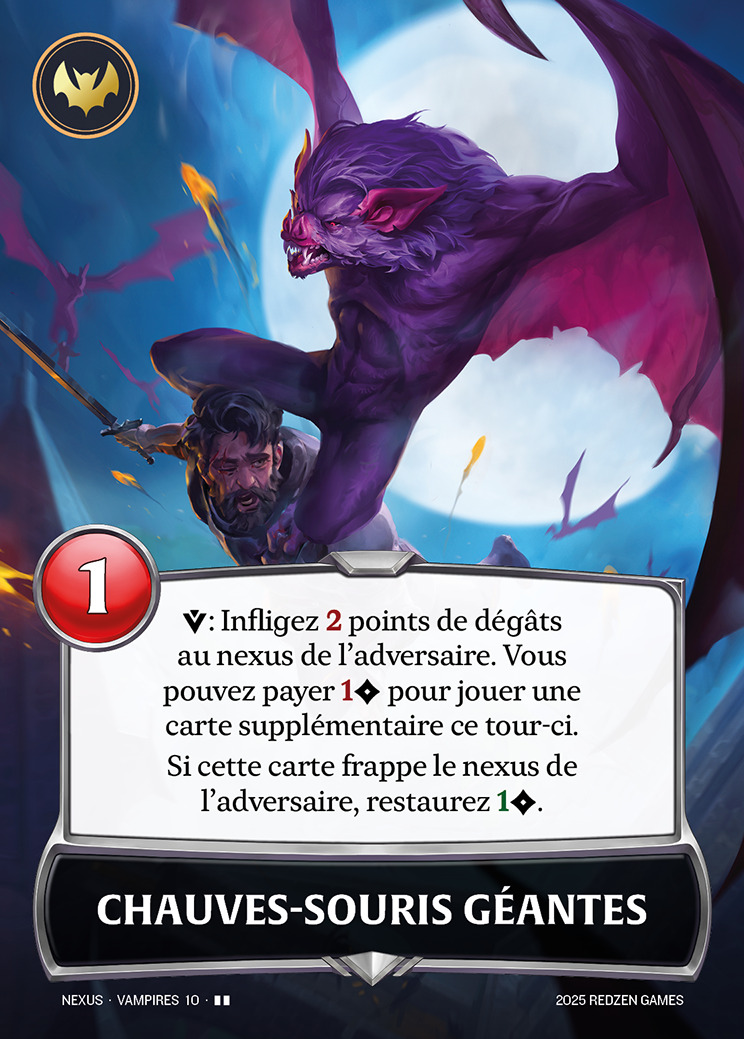 1
: Infligez 2 points de dégâts
au nexus de l’adversaire. Vous
pouvez payer 1 pour jouer une
carte supplémentaire ce tour-ci.
Si cette carte frappe le nexus de
l’adversaire, restaurez 1.
CHAUVES-SOURIS GÉANTES
NEXUS · VAMPIRES 10 · ▮▮
2025 REDZEN GAMES